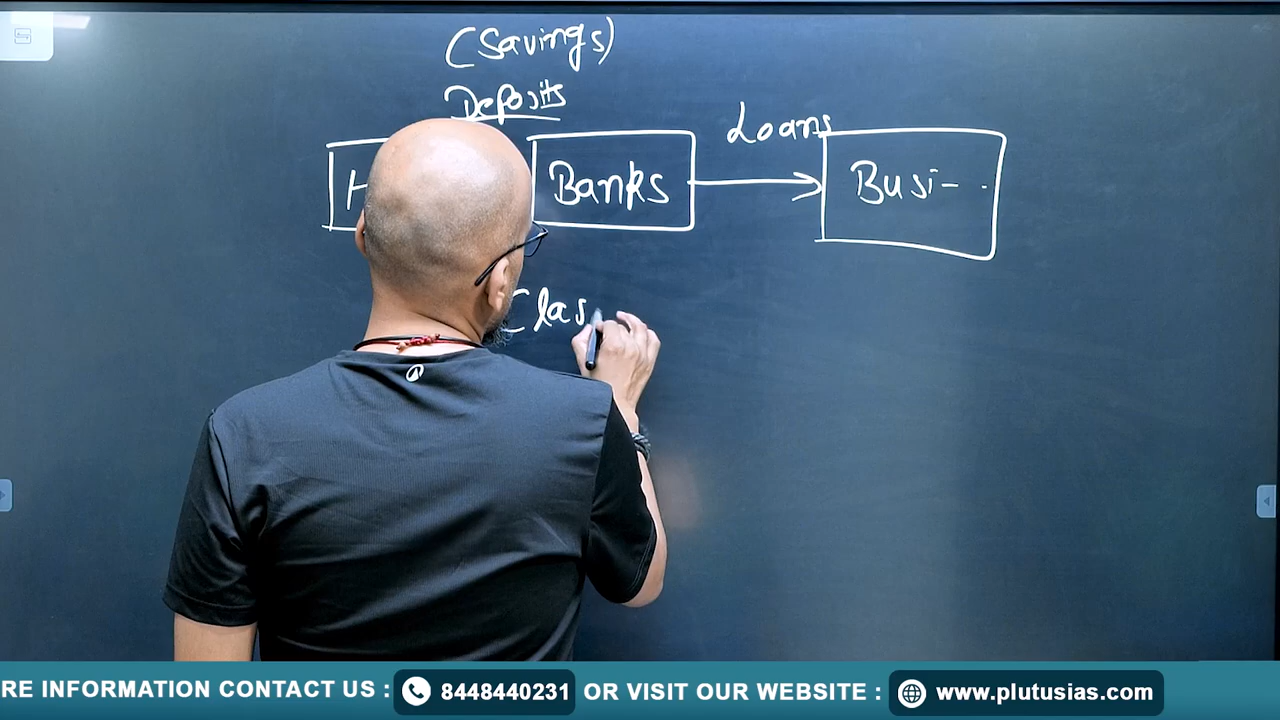 (Savings)
Deposits
Loans
Banks
Busi- .
Clas
RE INFORMATION CONTACT US : 8448440231 OR VISIT OUR WEBSITE : www.plutusias.com